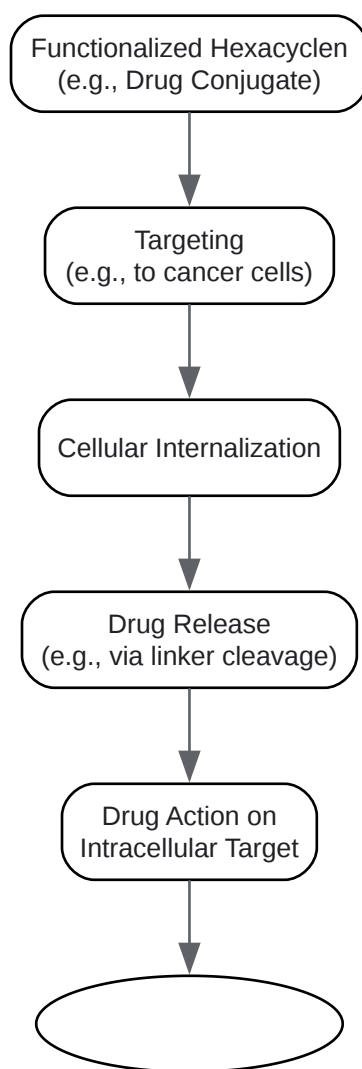 Functionalized Hexacyclen
(e.g., Drug Conjugate)
Targeting
(e.g., to cancer cells)
Cellular Internalization
Drug Release
(e.g., via linker cleavage)
Drug Action on
Intracellular Target